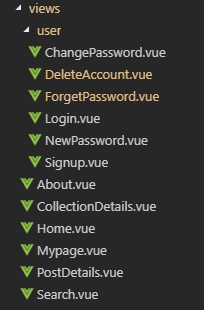 views
user
ChangePassword.vue
DeleteAccount.vue
ForgetPassword.vue
Login.vue
NewPassword.vue
Signup.vue
About.vue
CollectionDetails.vue
Home.vue
Mypage.vue
PostDetails.vue
Search.vue